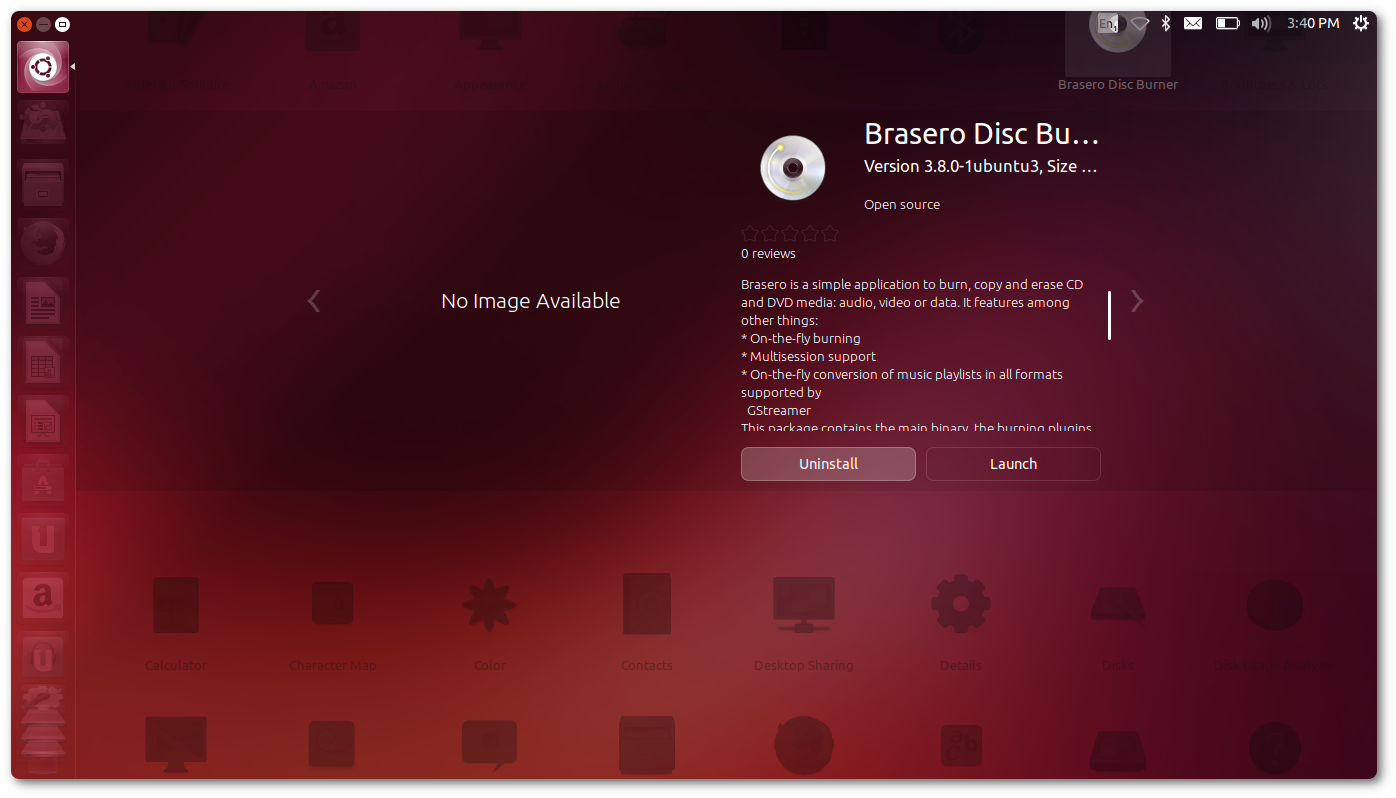 En
3:40 PM
Amazon
Appearance
Brasero Disc Burner
Brasero Disc Bu...
Version 3.8.0-1ubuntu3, Size ...
Open source
0 reviews
No Image Available
Brasero is a simple application to burn, copy and erase CD
and DVD media: audio, video or data. It features among
other things:
* On-the-fly burning
* Multisession support
* On-the-fly conversion of music playlists in all formats
supported by
GStreamer
This package contains the main binary, the burning plugins
Uninstall
Launch
Calculator
Character Map
Color
Contacts
Desktop Sharing
Details
Disks